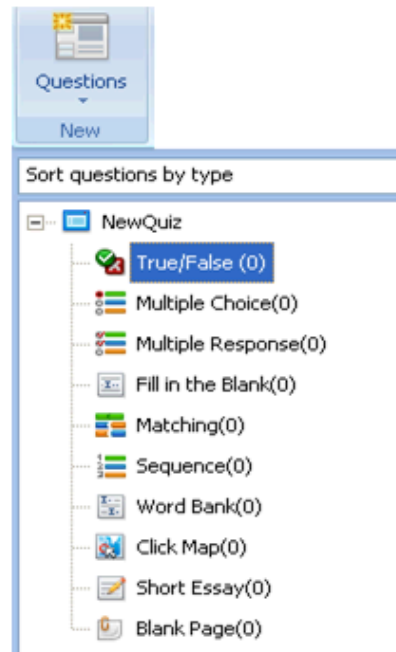 Questions
New
Sort questions by type
NewQuiz
True/False (0)
Multiple Choice(0)
Multiple Response(0)
Fill in the Blank(0)
Matching(0)
Sequence(0)
Word Bank(0)
Click Map(0)
Short Essay(0)
Blank Page(0)